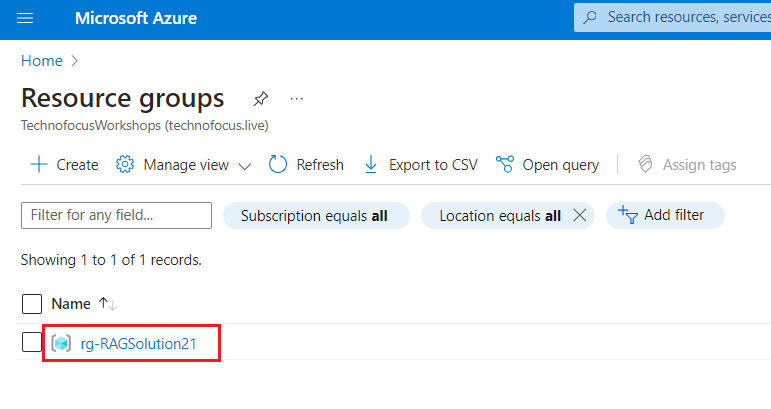 Microsoft Azure
Search resources, services
Home
Resource groups
TechnofocusWorkshops (technofocus.live)
Create
Manage view
Refresh
Export to CSV
Open query
Assign tags
Filter for any field...
Subscription equals all
Location equals all
Add filter
Showing 1 to 1 of 1 records.
Name
rg-RAGSolution21